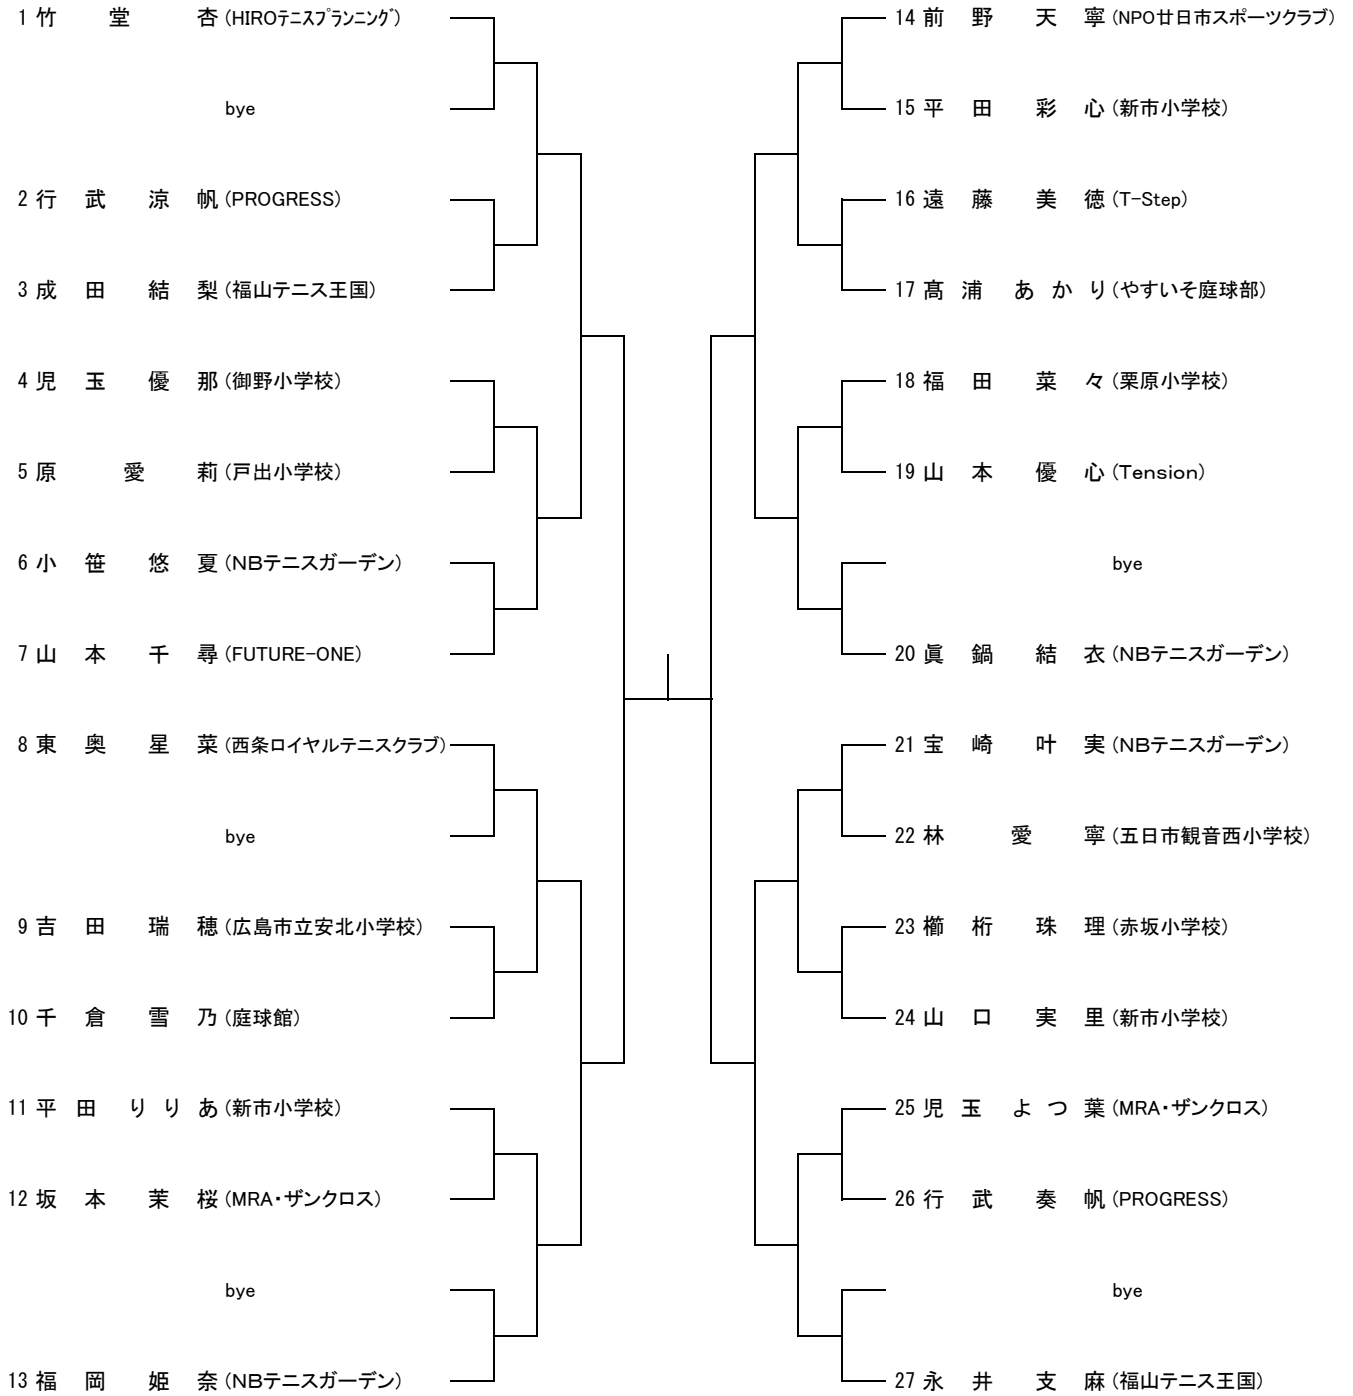 1 竹 堂 杏 (HIROﾃﾆｽﾌﾟﾗﾝﾆﾝｸﾞ)
bye
2 行 武 涼 帆 (PROGRESS)
3 成 田 結 梨 (福山テニス王国)
4 児 玉 優 那 (御野小学校)
5 原 愛 莉 (戸出小学校)
6 小 笹 悠 夏 (NBテニスガーデン)
7 山 本 千 尋 (FUTURE-ONE)
8 東 奥 星 菜 (西条ロイヤルテニスクラブ)
bye
9 吉 田 瑞 穂 (広島市立安北小学校)
10 千 倉 雪 乃 (庭球館)
11 平 田 り り あ (新市小学校)
12 坂 本 茉 桜 (MRA・ザンクロス)
bye
13 福 岡 姫 奈 (NBテニスガーデン)
14 前 野 天 寧 (NPO廿日市スポーツクラブ)
15 平 田 彩 心 (新市小学校)
16 遠 藤 美 徳 (T-Step)
17 髙 浦 あ か り (やすいそ庭球部)
18 福 田 菜 々 (栗原小学校)
19 山 本 優 心 (Tension)
bye
20 眞 鍋 結 衣 (NBテニスガーデン)
21 宝 崎 叶 実 (NBテニスガーデン)
22 林 愛 寧 (五日市観音西小学校)
23 櫛 桁 珠 理 (赤坂小学校)
24 山 口 実 里 (新市小学校)
25 児 玉 よ つ 葉 (MRA・ザンクロス)
26 行 武 奏 帆 (PROGRESS)
bye
27 永 井 支 麻 (福山テニス王国)